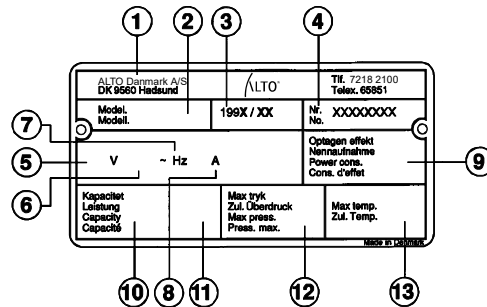 1 2 3 4
ALTO Danmark A/S
DK 9560 Hadsund
ALTO®
Tlf. 7218 2100
Telex. 65851
Model.
Modell.
199X / XX
Nr.
No.
XXXXXXXX
7
5
V ~ Hz A
6
Optagen effekt
Nennaufnahme
Power cons.
Cons. d'effet
9
Kapacitet
Leistung
Capacity
Capacité
Max tryk
Zul. Überdruck
Max press.
Press. max.
Max temp.
Zul. Temp.
Made in Denmark
10 8 11 12 13